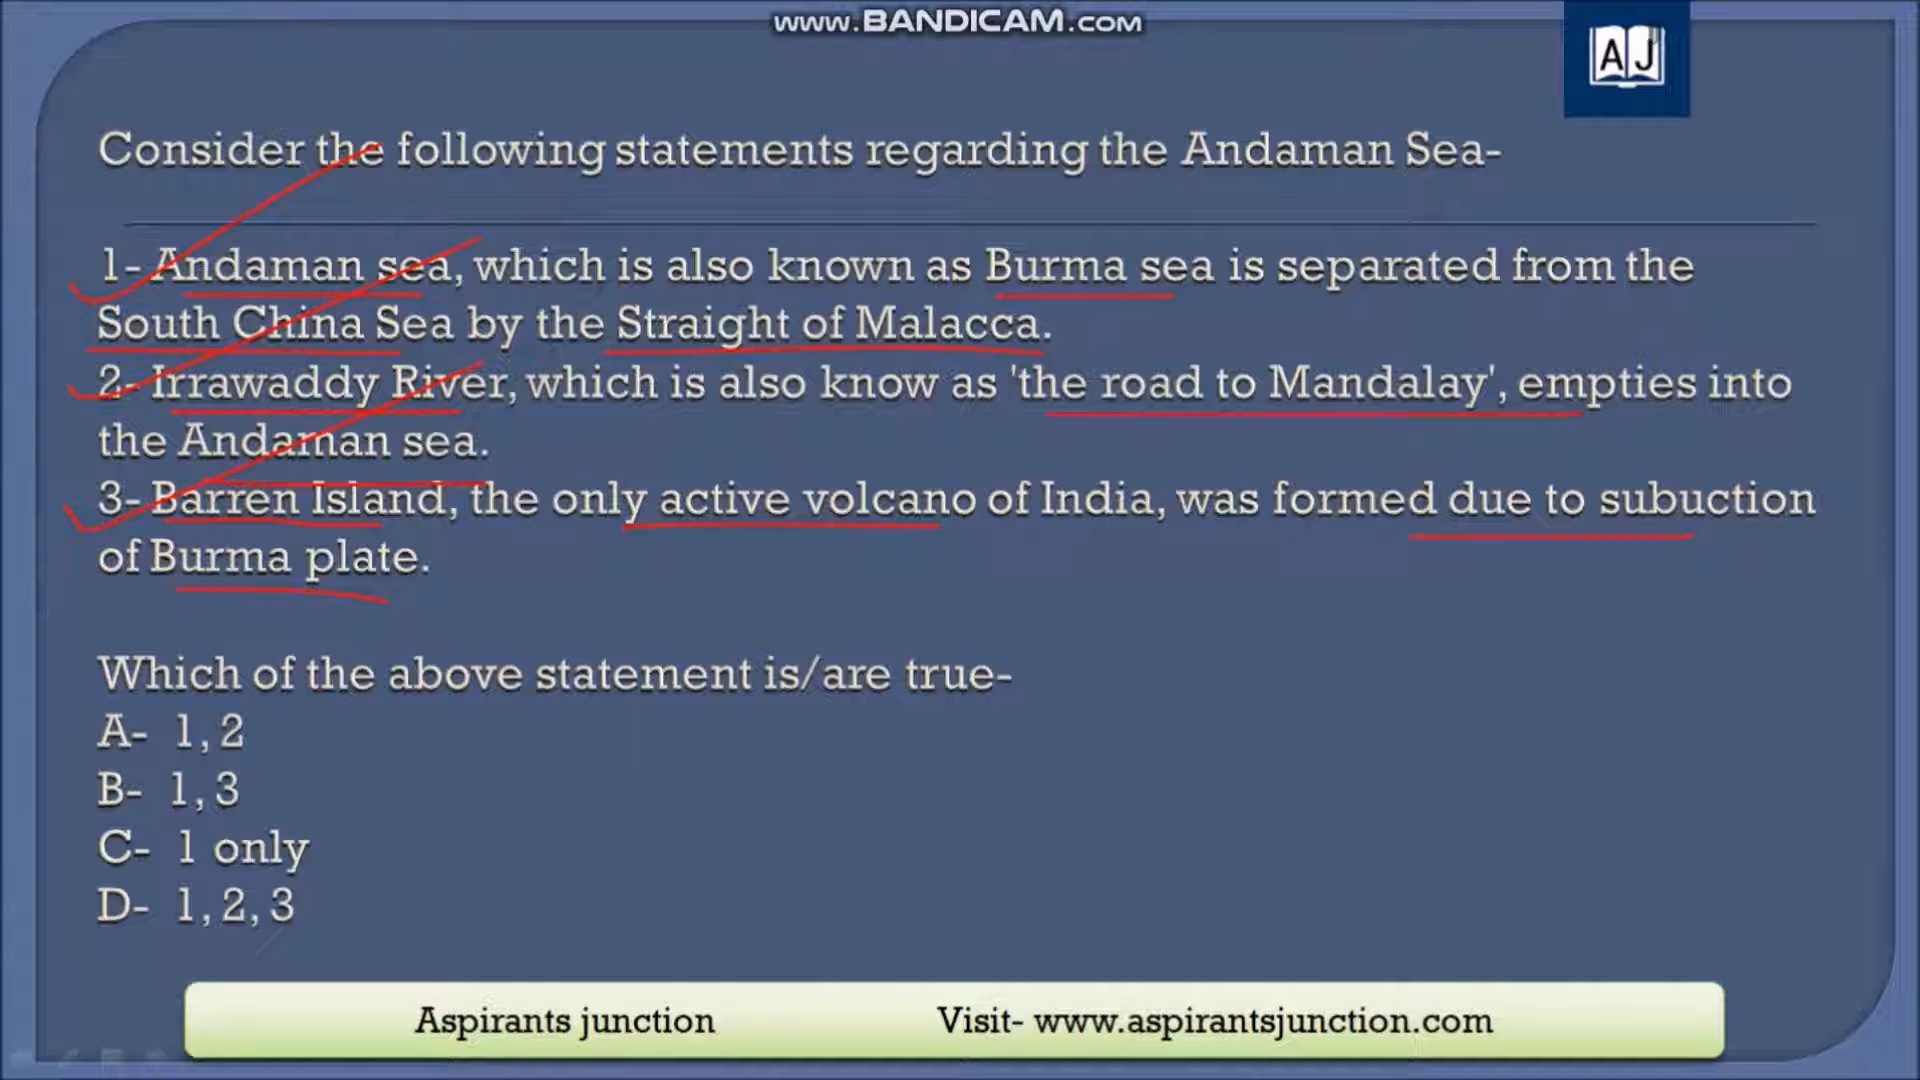 www.BANDICAM.com
AJ
Consider the following statements regarding the Andaman Sea-
1- Andaman sea, which is also known as Burma sea is separated from the
South China Sea by the Straight of Malacca.
2- Irrawaddy River, which is also know as 'the road to Mandalay', empties into
the Andaman sea.
3- Barren Island, the only active volcano of India, was formed due to subuction
of Burma plate.
Which of the above statement is/are true-
A- 1, 2
B- 1, 3
C- 1 only
D- 1, 2, 3
Aspirants junction Visit- www.aspirantsjunction.com